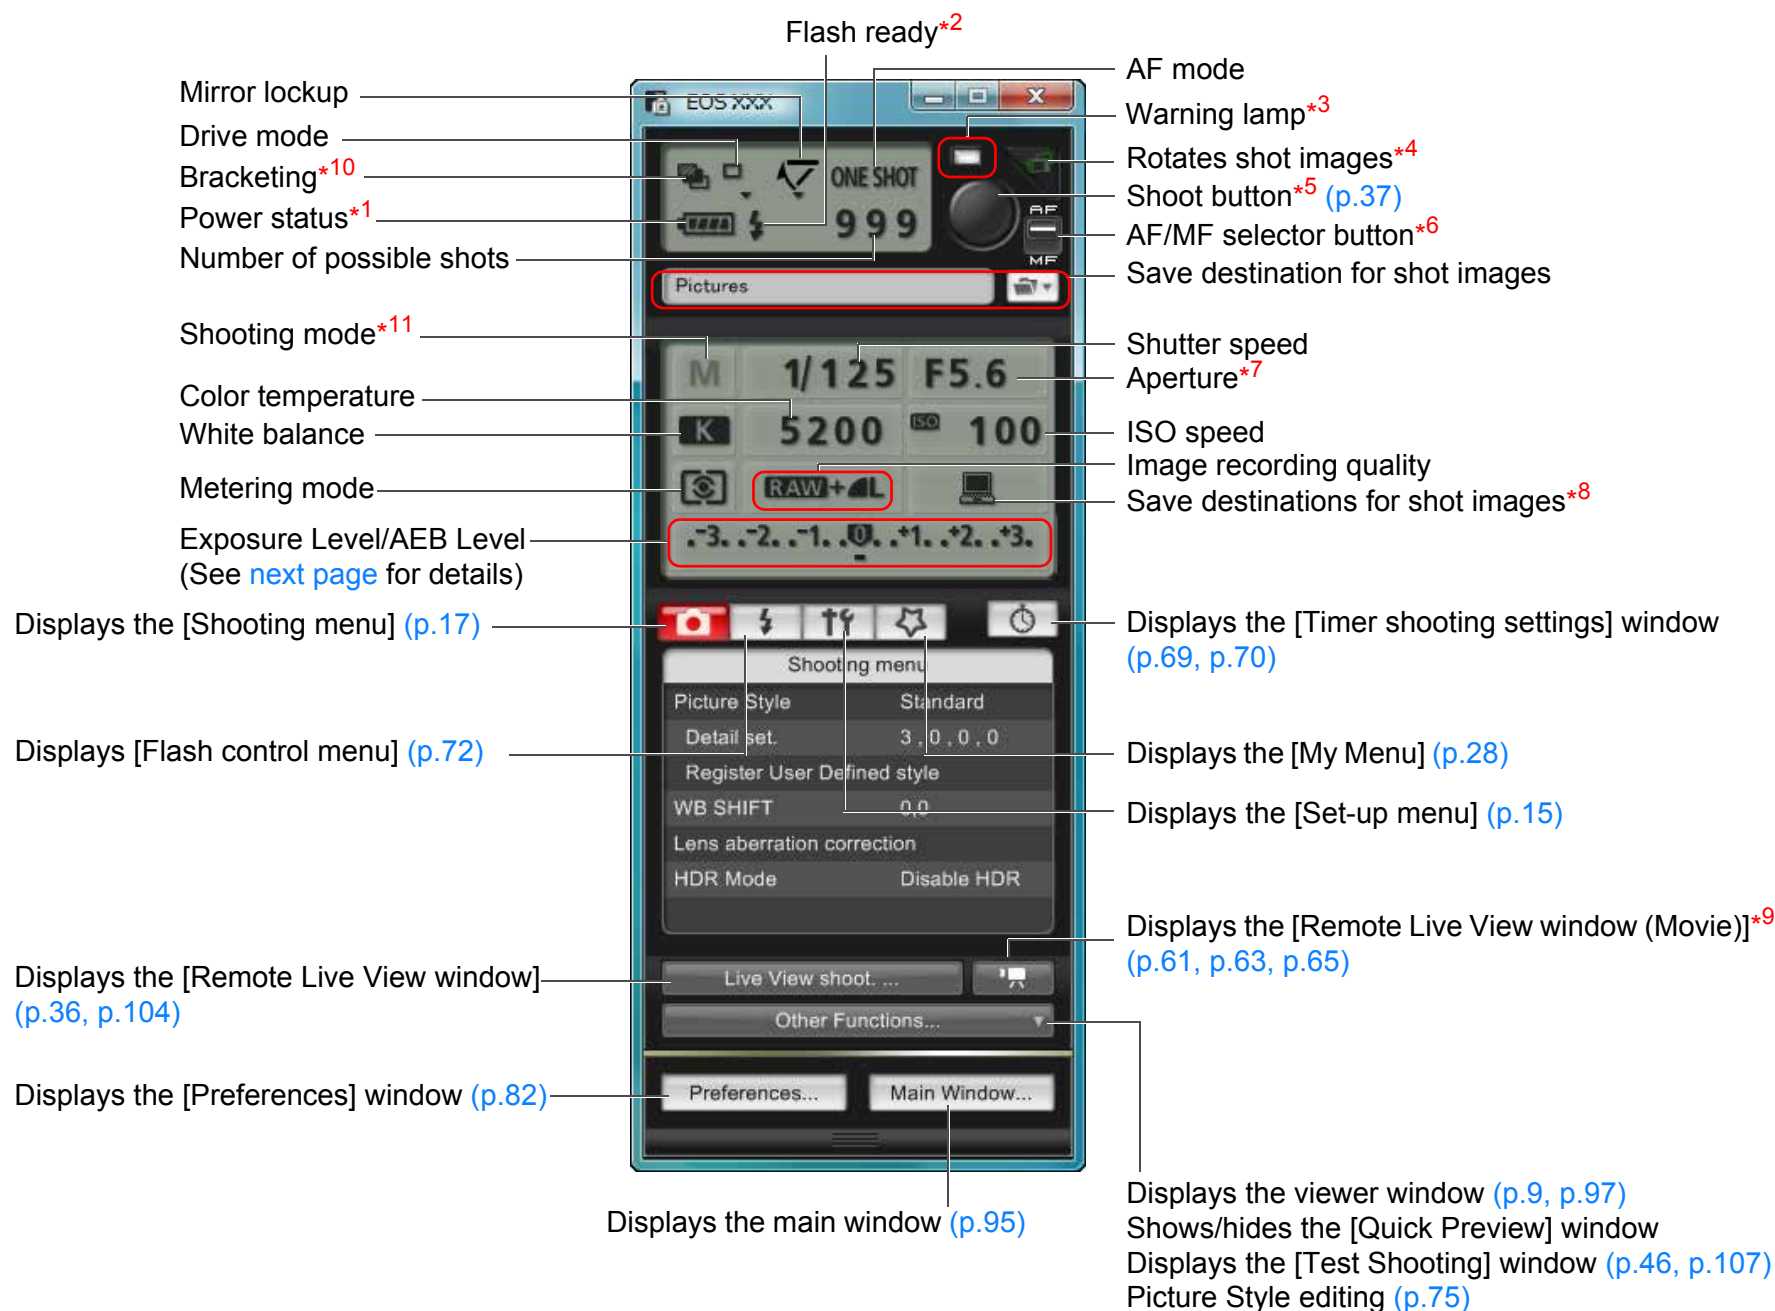 Flash ready*2
Mirror lockup
Drive mode
Bracketing*10
Power status*1
Number of possible shots
Shooting mode*11
Color temperature
White balance
Metering mode
Exposure Level/AEB Level
(See next page for details)
Displays the [Shooting menu] (p.17)
Displays [Flash control menu] (p.72)
Displays the [Remote Live View window]
(p.36, p.104)
Displays the [Preferences] window (p.82)
EOS XXX
ONE SHOT
999
AF
MF
Pictures
M 1/125 F5.6
K 5200 ISO 100
RAW+L
.-3. .-2. .-1. .0. .+1. .+2. .+3.
Shooting menu
Picture Style Standard
Detail set. 3 , 0 , 0 , 0
Register User Defined style
WB SHIFT 0,0
Lens aberration correction
HDR Mode Disable HDR
Live View shoot. ...
Other Functions...
Preferences... Main Window...
AF mode
Warning lamp*3
Rotates shot images*4
Shoot button*5 (p.37)
AF/MF selector button*6
Save destination for shot images
Shutter speed
Aperture*7
ISO speed
Image recording quality
Save destinations for shot images*8
Displays the [Timer shooting settings] window
(p.69, p.70)
Displays the [My Menu] (p.28)
Displays the [Set-up menu] (p.15)
Displays the [Remote Live View window (Movie)]*9
(p.61, p.63, p.65)
Displays the main window (p.95)
Displays the viewer window (p.9, p.97)
Shows/hides the [Quick Preview] window
Displays the [Test Shooting] window (p.46, p.107)
Picture Style editing (p.75)